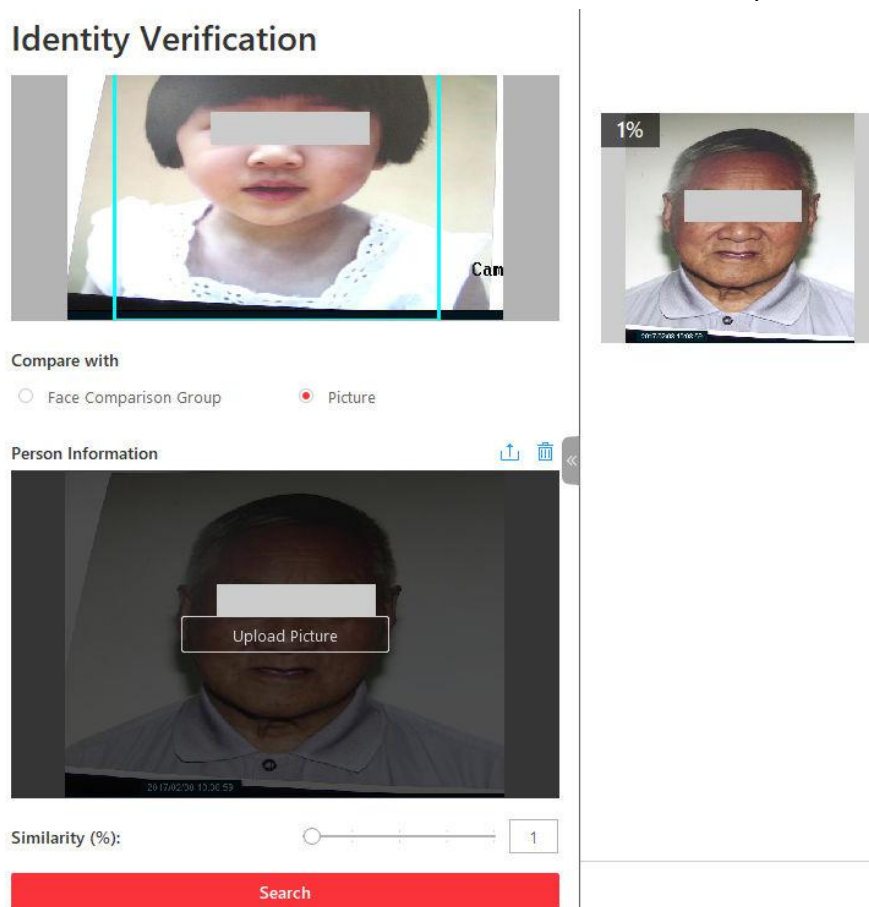 Identity Verification
Cam
Compare with
Face Comparison Group
Picture
Person Information
Upload Picture
Similarity (%):
1
Search
1%